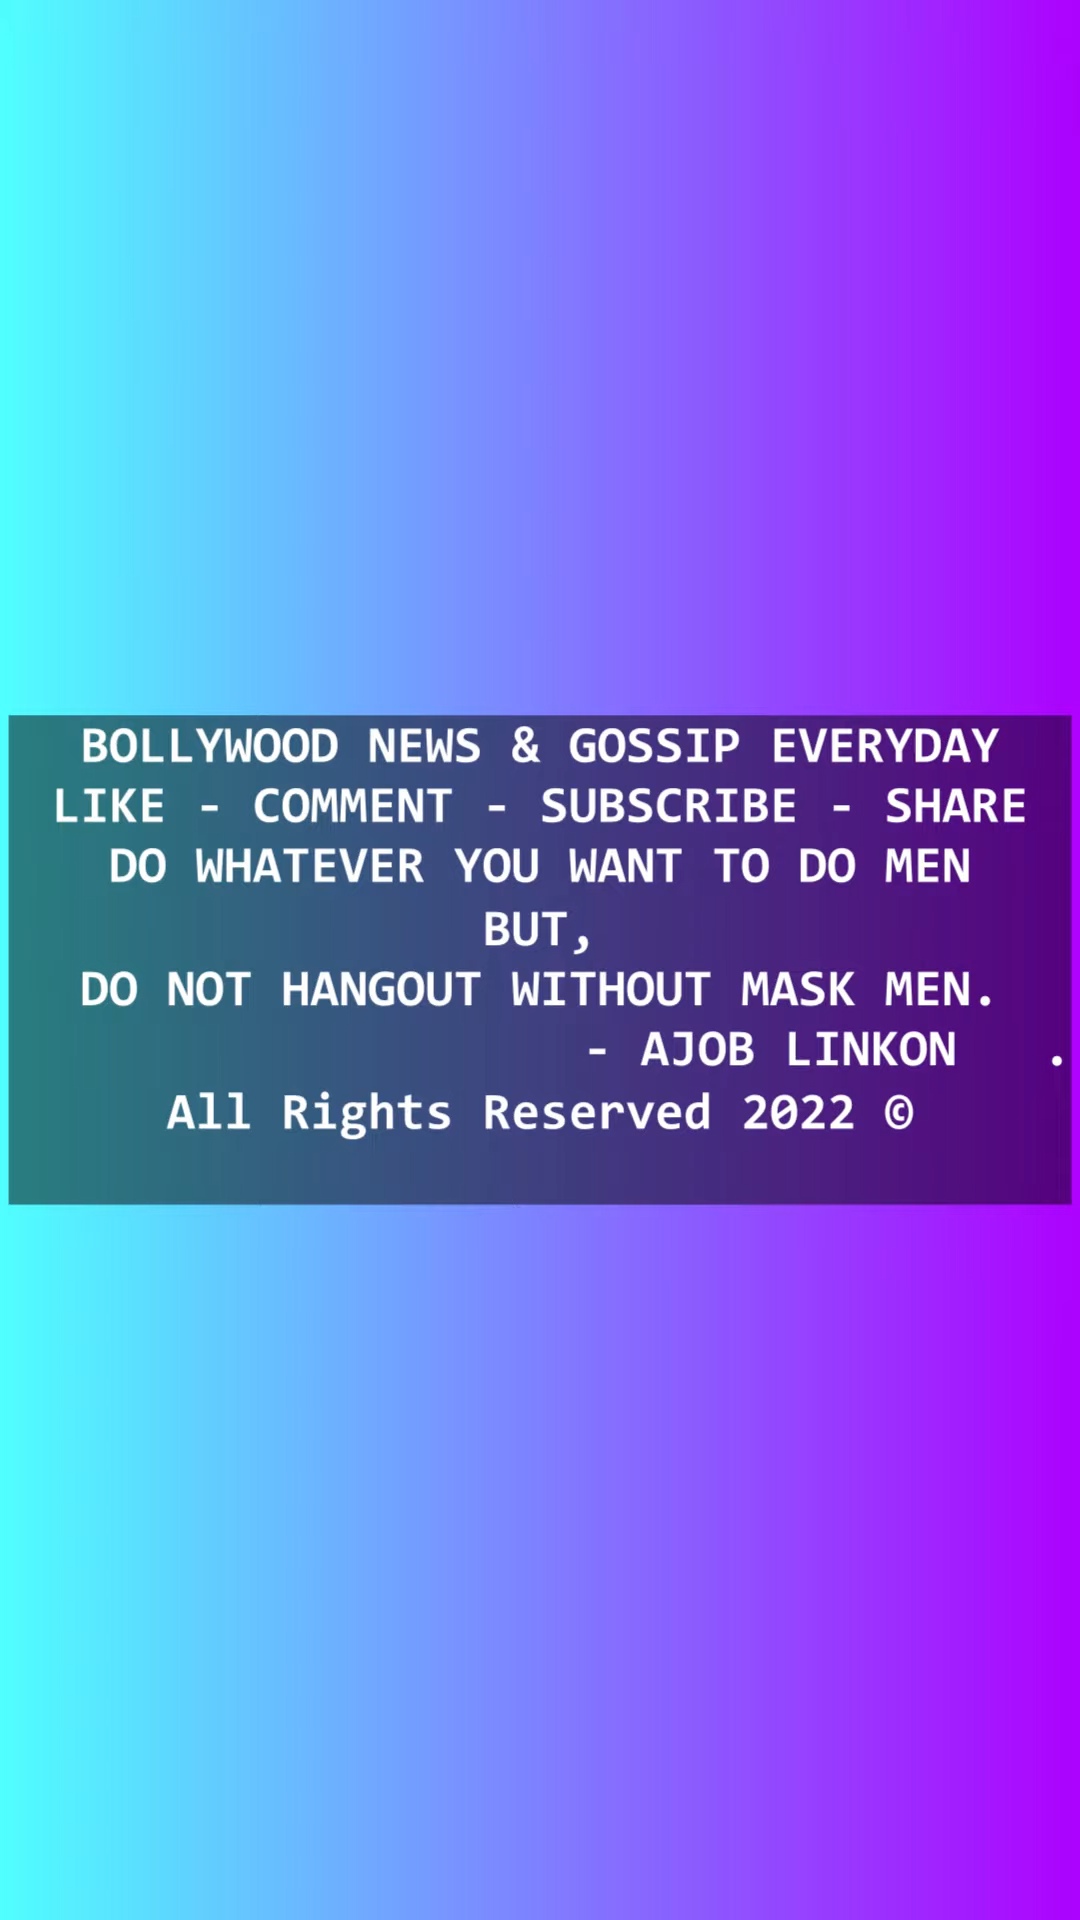 BOLLYWOOD NEWS & GOSSIP EVERYDAY
LIKE - COMMENT - SUBSCRIBE - SHARE
DO WHATEVER YOU WANT TO DO MEN
BUT,
DO NOT HANGOUT WITHOUT MASK MEN.
- AJOB LINKON .
All Rights Reserved 2022 ©